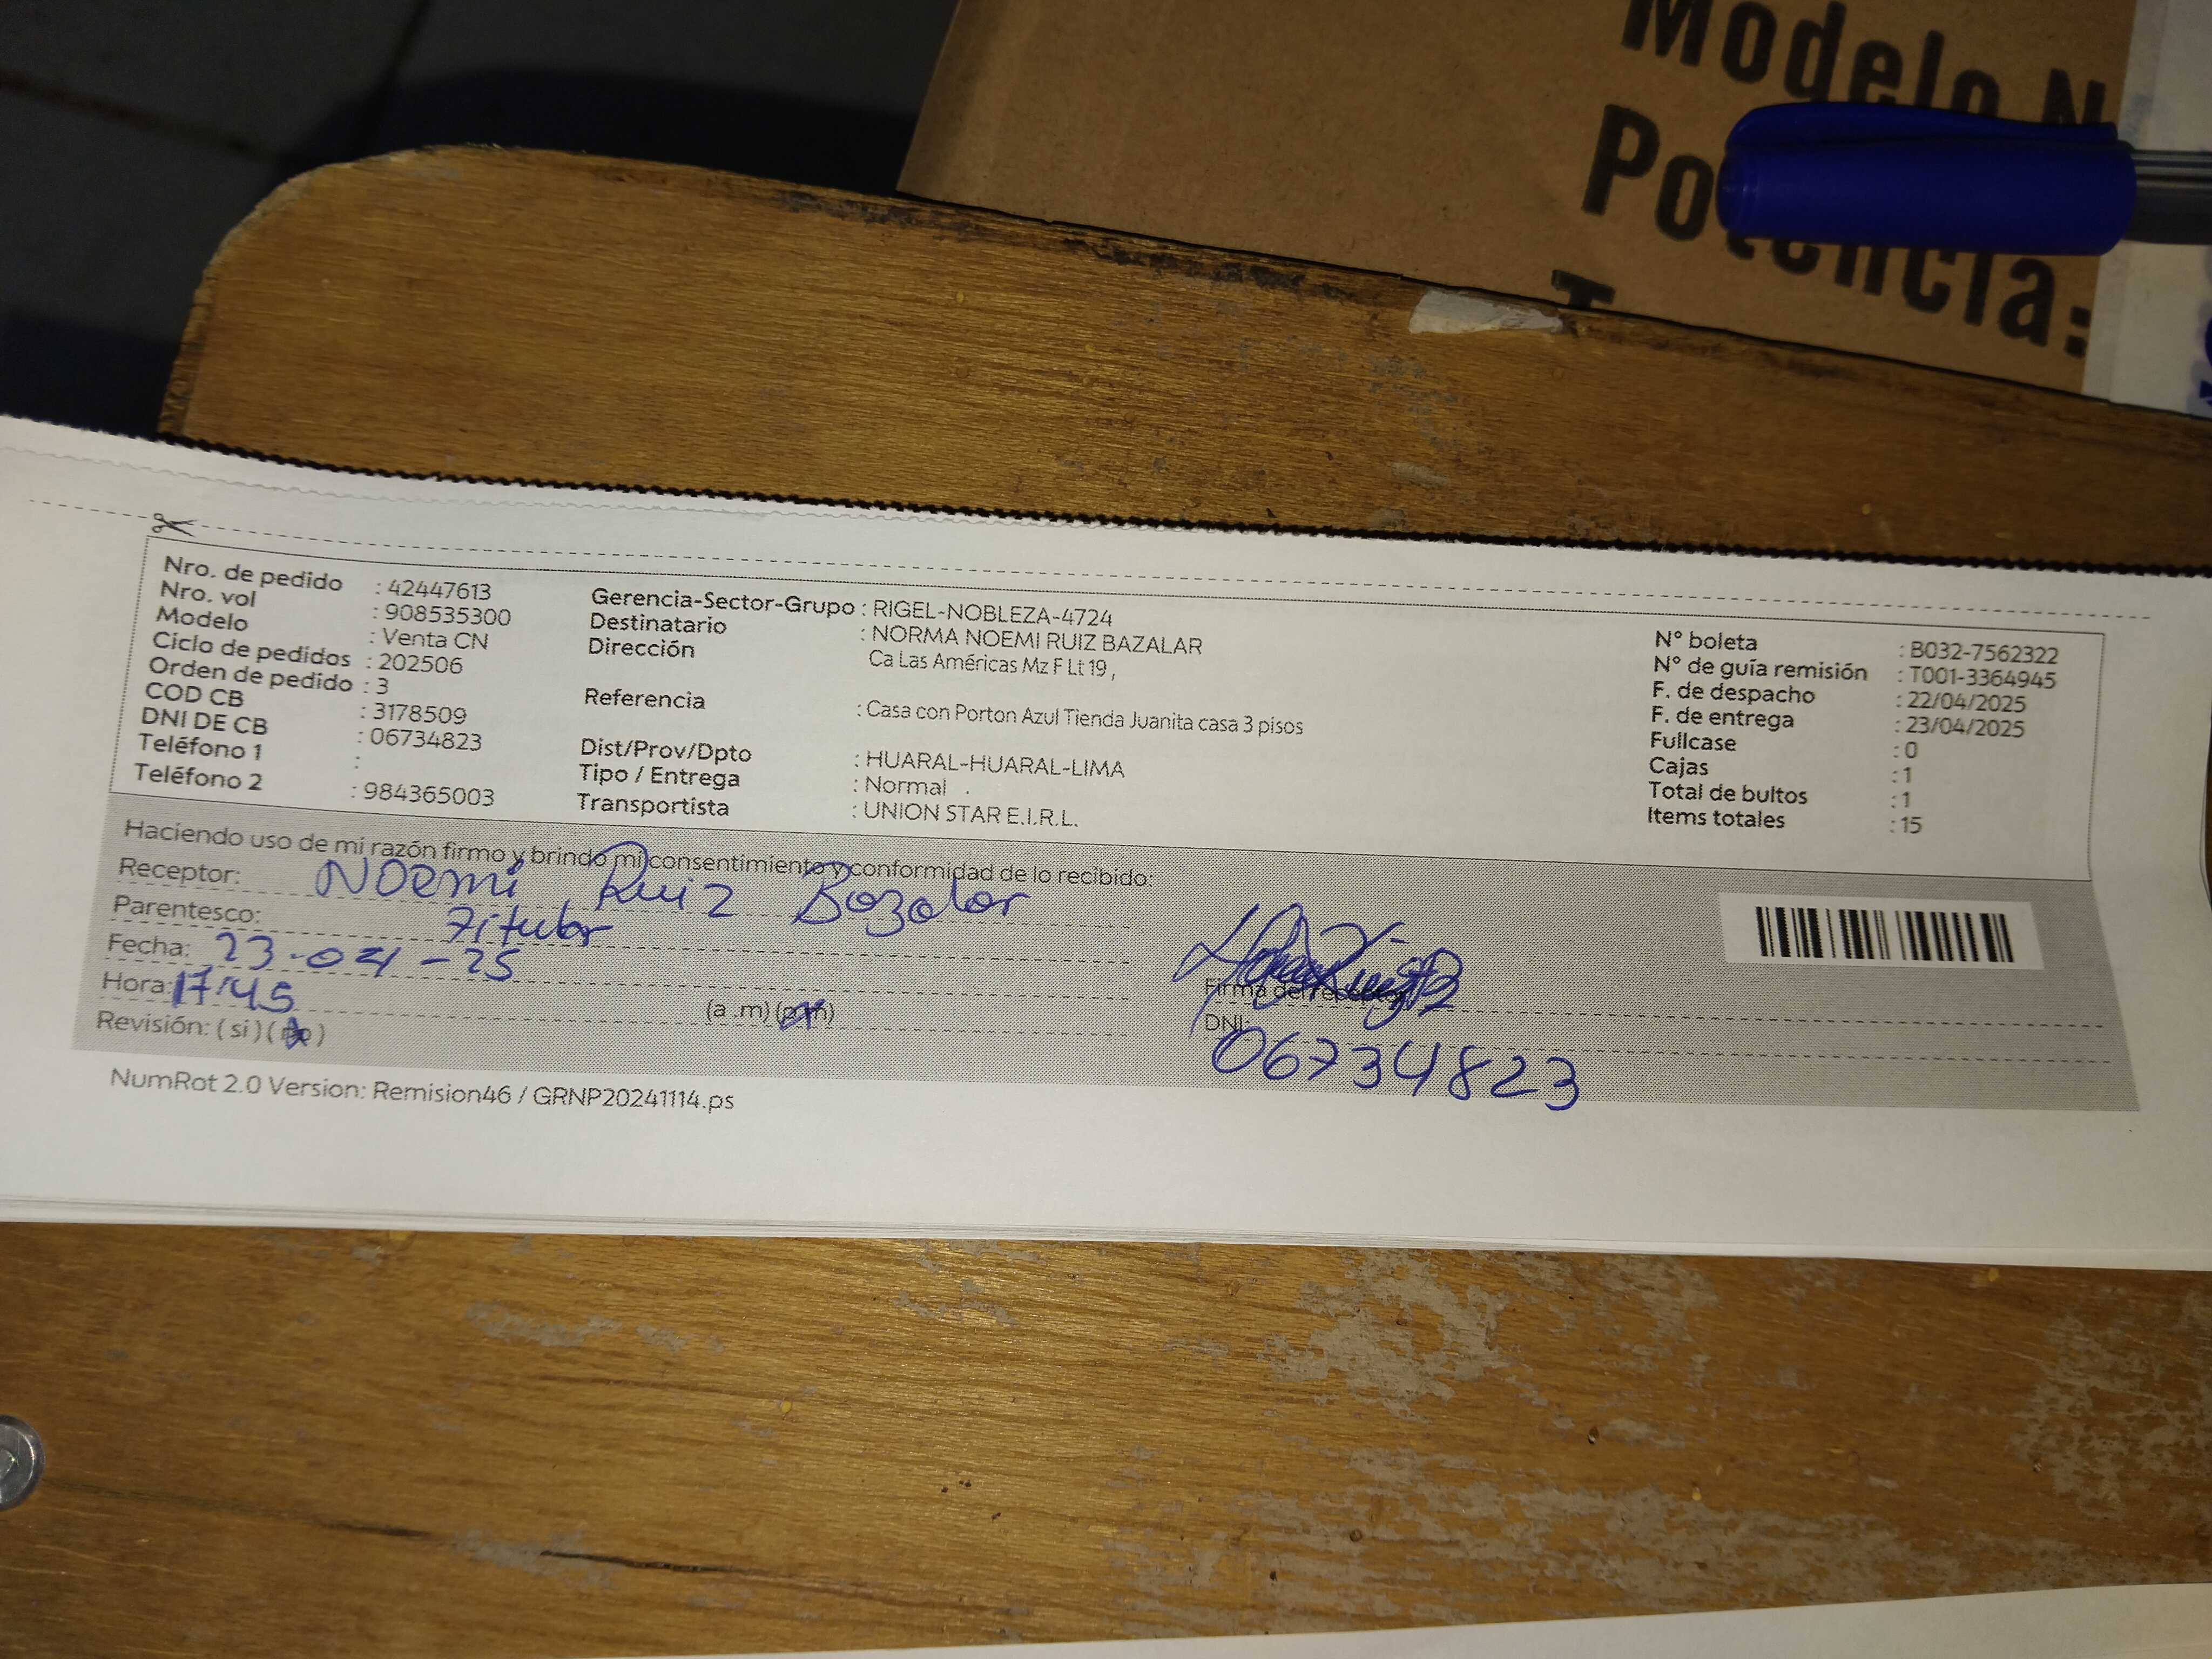 Modelo N
Potencia:
Nro. de pedido : 42447613
Nro. vol : 908535300
Modelo : Venta CN
Ciclo de pedidos : 202506
Orden de pedido : 3
COD CB : 3178509
DNI DE CB : 06734823
Teléfono 1 :
Teléfono 2 : 984365003
Gerencia-Sector-Grupo : RIGEL-NOBLEZA-4724
Destinatario : NORMA NOEMI RUIZ BAZALAR
Dirección Ca Las Américas Mz F Lt 19 ,
Referencia : Casa con Porton Azul Tienda Juanita casa 3 pisos
Dist/Prov/Dpto : HUARAL-HUARAL-LIMA
Tipo / Entrega : Normal .
Transportista : UNION STAR E.I.R.L.
N° boleta : B032-7562322
N° de guía remisión : T001-3364945
F. de despacho : 22/04/2025
F. de entrega : 23/04/2025
Fullcase : 0
Cajas : 1
Total de bultos : 1
Items totales : 15
Haciendo uso de mi razón firmo y brindo mi consentimiento y conformidad de lo recibido:
Receptor: Noemi Ruiz Bazalar
Parentesco: Titular
Fecha: 23-04-25
Hora: 17:45 (a .m) (p.m)
Revisión: ( si ) ( no )
Firma del receptor
DNI: 06734823
NumRot 2.0 Version: Remision46 / GRNP20241114.ps